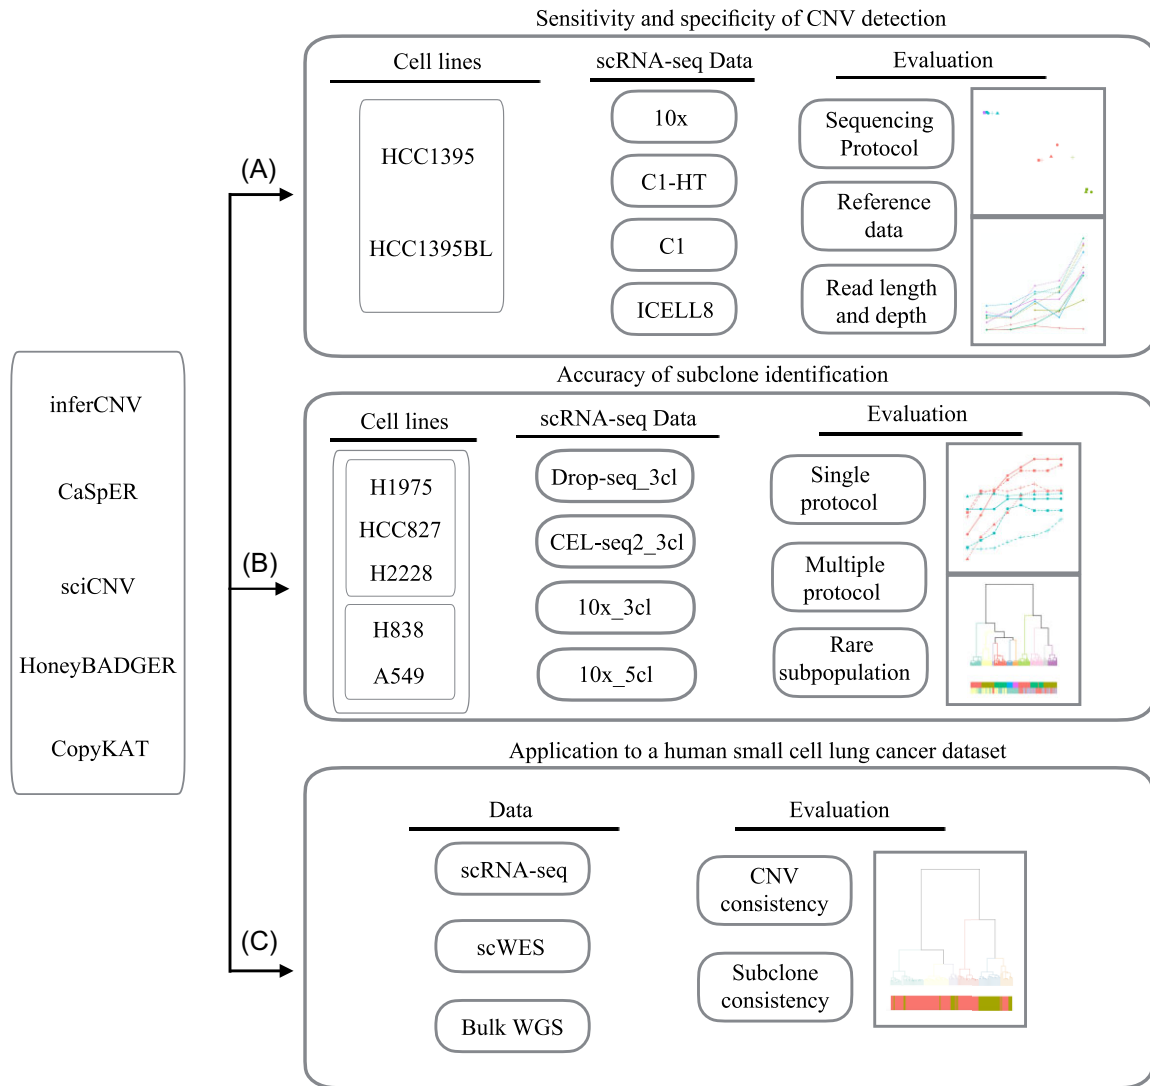 Sensitivity and specificity of CNV detection
Cell lines
scRNA-seq Data
Evaluation
HCC1395
HCC1395BL
10x
C1-HT
C1
ICELL8
Sequencing
Protocol
Reference
data
Read length
and depth
(A)
inferCNV
CaSpER
sciCNV
HoneyBADGER
CopyKAT
(B)
Accuracy of subclone identification
Cell lines
scRNA-seq Data
Evaluation
H1975
HCC827
H2228
H838
A549
Drop-seq_3cl
CEL-seq2_3cl
10x_3cl
10x_5cl
Single
protocol
Multiple
protocol
Rare
subpopulation
(C)
Application to a human small cell lung cancer dataset
Data
Evaluation
scRNA-seq
scWES
Bulk WGS
CNV
consistency
Subclone
consistency